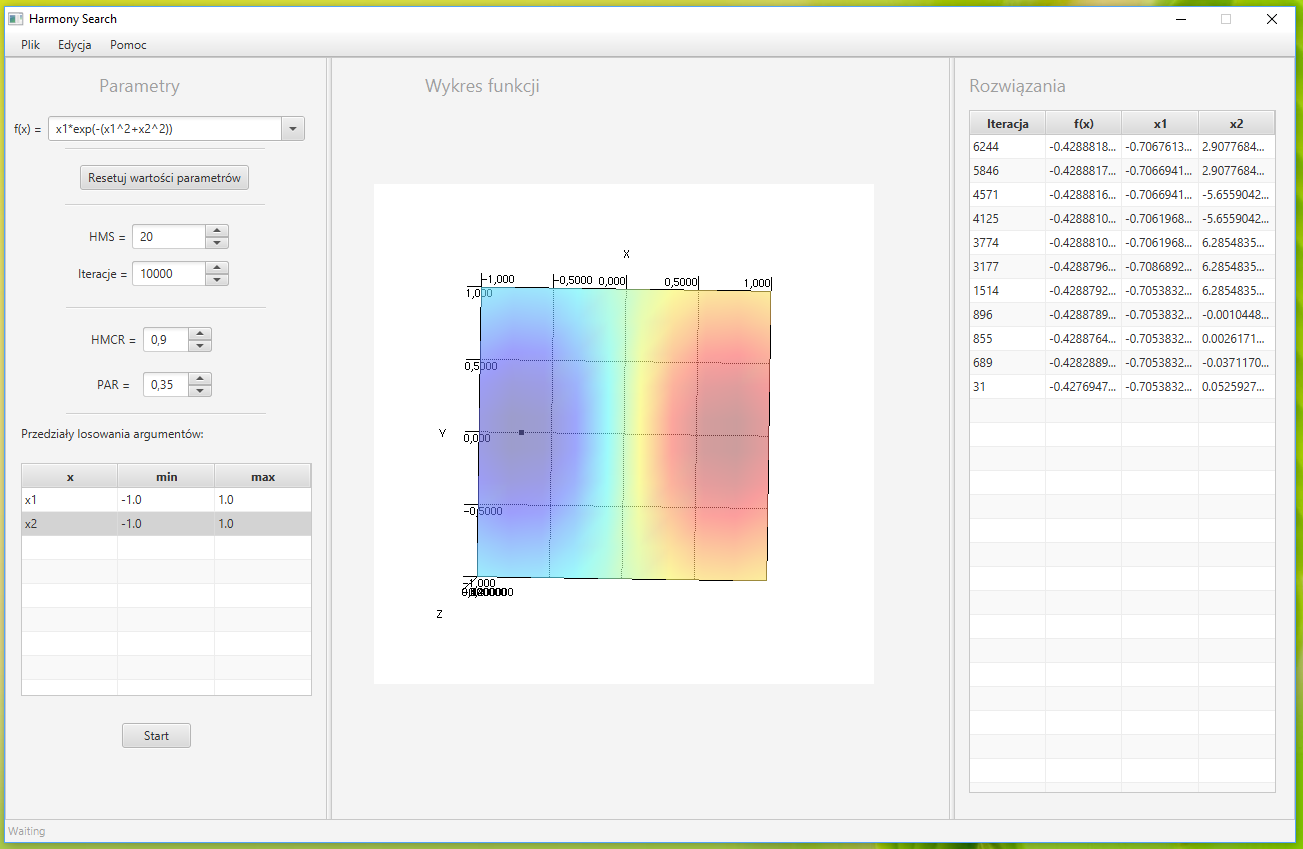 Harmony Search
Plik Edycja Pomoc
Parametry
f(x) = x1*exp(-(x1^2+x2^2))
Resetuj wartości parametrów
HMS = 20
Iteracje = 10000
HMCR = 0,9
PAR = 0,35
Przedziały losowania argumentów:
x min max
x1 -1.0 1.0
x2 -1.0 1.0
Start
Wykres funkcji
X
-1,000 -0,5000 0,000 0,5000 1,000
1,000
0,5000
Y 0,000
-0,5000
-1,000
Z
Rozwiązania
Iteracja f(x) x1 x2
6244 -0.4288818... -0.7067613... 2.9077684...
5846 -0.4288817... -0.7066941... 2.9077684...
4571 -0.4288816... -0.7066941... -5.6559042...
4125 -0.4288810... -0.7061968... -5.6559042...
3774 -0.4288810... -0.7061968... 6.2854835...
3177 -0.4288796... -0.7086892... 6.2854835...
1514 -0.4288792... -0.7053832... 6.2854835...
896 -0.4288789... -0.7053832... -0.0010448...
855 -0.4288764... -0.7053832... 0.0026171...
689 -0.4282889... -0.7053832... -0.0371170...
31 -0.4276947... -0.7053832... 0.0525927...
Waiting